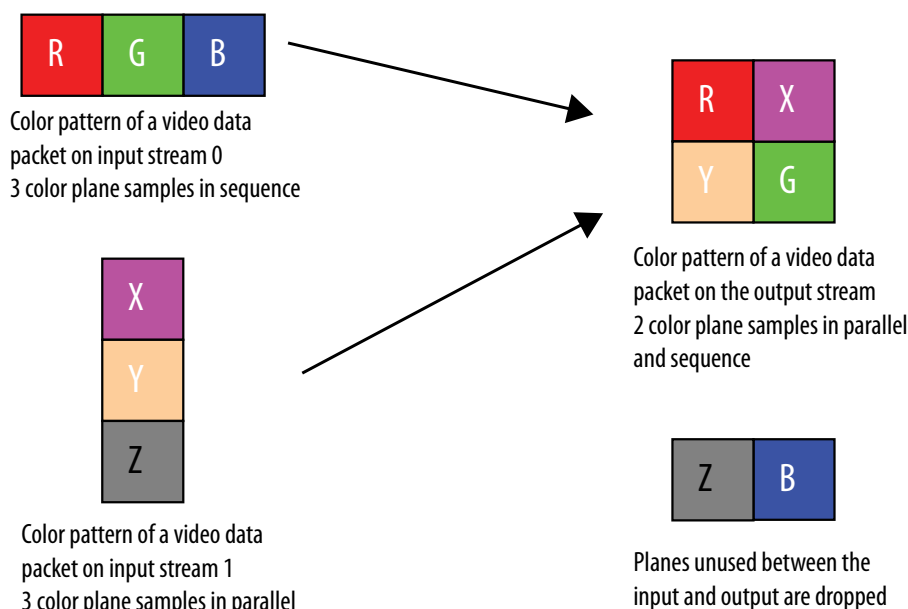 R G B
Color pattern of a video data
packet on input stream 0
3 color plane samples in sequence
X
Y
Z
Color pattern of a video data
packet on input stream 1
3 color plane samples in parallel
R X
Y G
Color pattern of a video data
packet on the output stream
2 color plane samples in parallel
and sequence
Z B
Planes unused between the
input and output are dropped